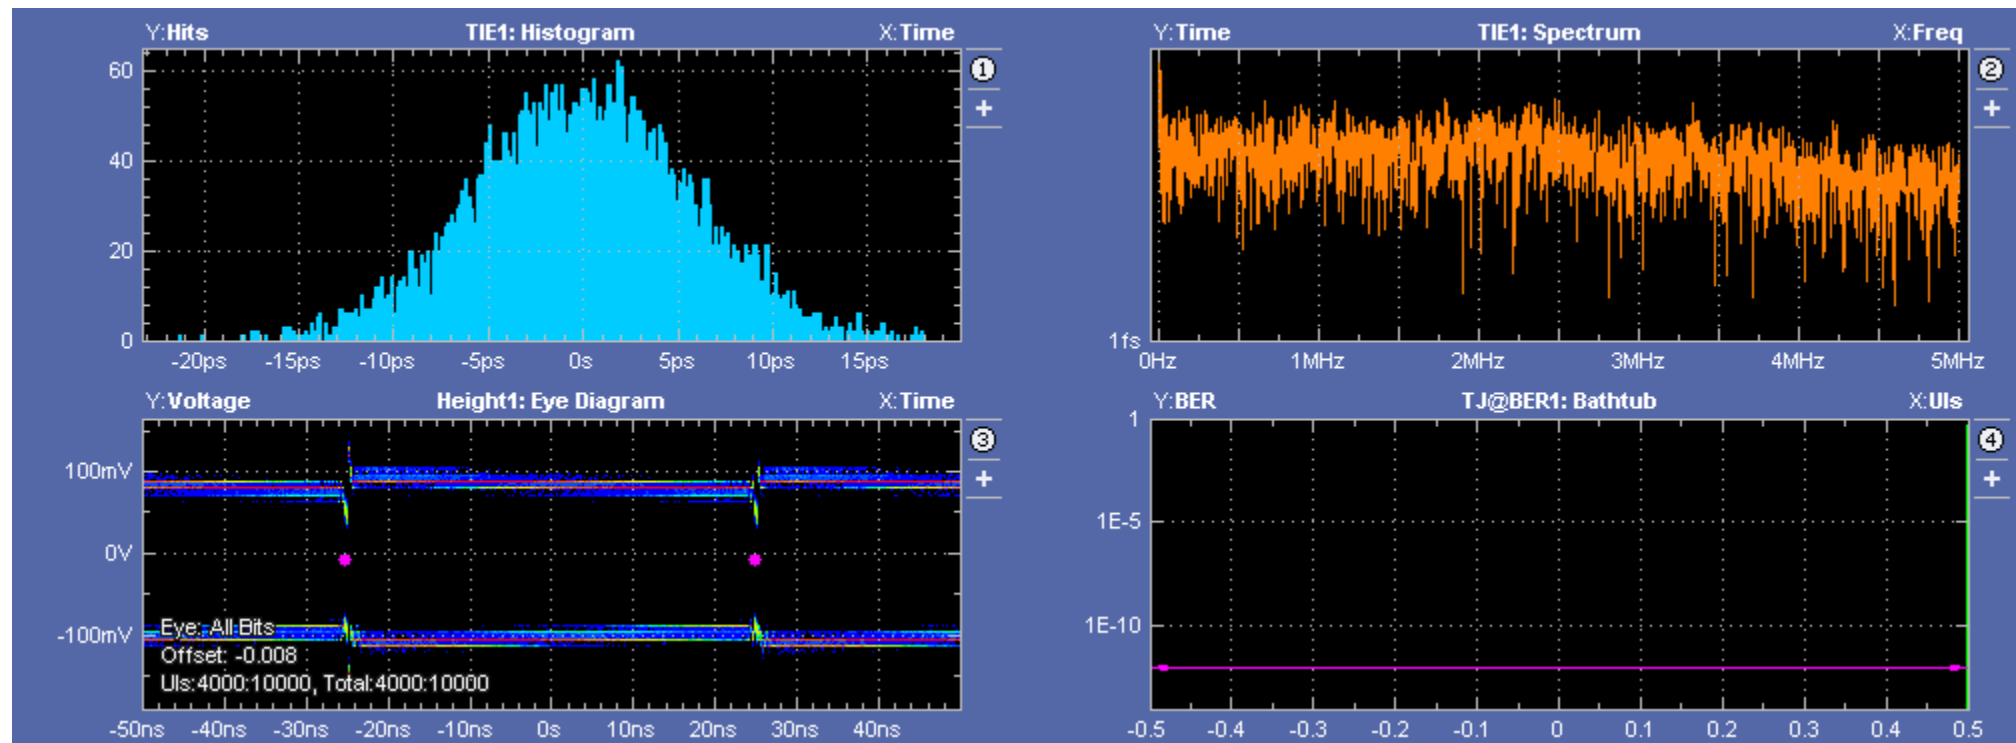 Y:Hits TIE1: Histogram X:Time
1
+
60
40
20
0
-20ps -15ps -10ps -5ps 0s 5ps 10ps 15ps
Y:Time TIE1: Spectrum X:Freq
2
+
1fs
0Hz 1MHz 2MHz 3MHz 4MHz 5MHz
Y:Voltage Height1: Eye Diagram X:Time
3
+
100mV
0V
-100mV
Eye: All Bits
Offset: -0.008
UIs:4000:10000, Total:4000:10000
-50ns -40ns -30ns -20ns -10ns 0s 10ns 20ns 30ns 40ns
Y:BER TJ@BER1: Bathtub X:UIs
4
+
1
1E-5
1E-10
-0.5 -0.4 -0.3 -0.2 -0.1 0 0.1 0.2 0.3 0.4 0.5